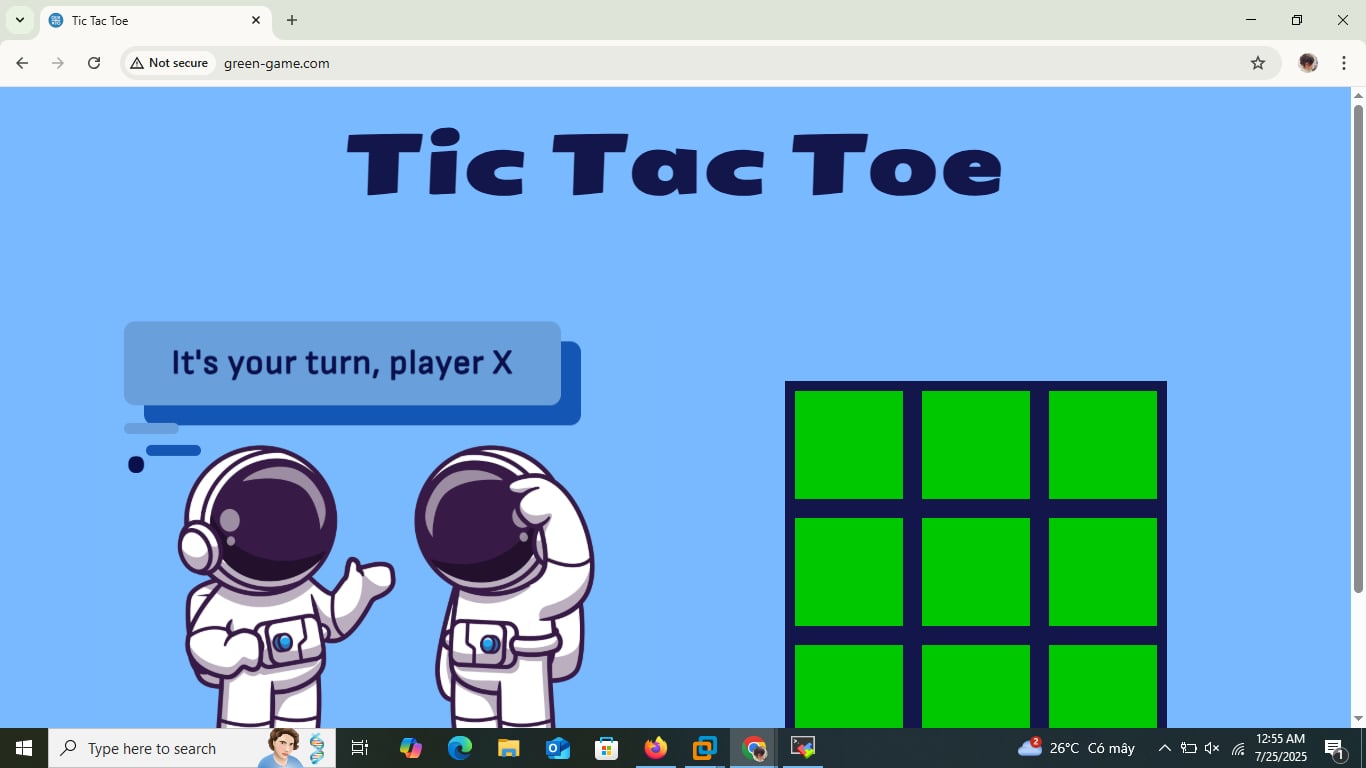 Tic Tac Toe
Not secure
green-game.com
Tic Tac Toe
It's your turn, player X
Type here to search
2
26°C Có mây
12:55 AM
7/25/2025
1